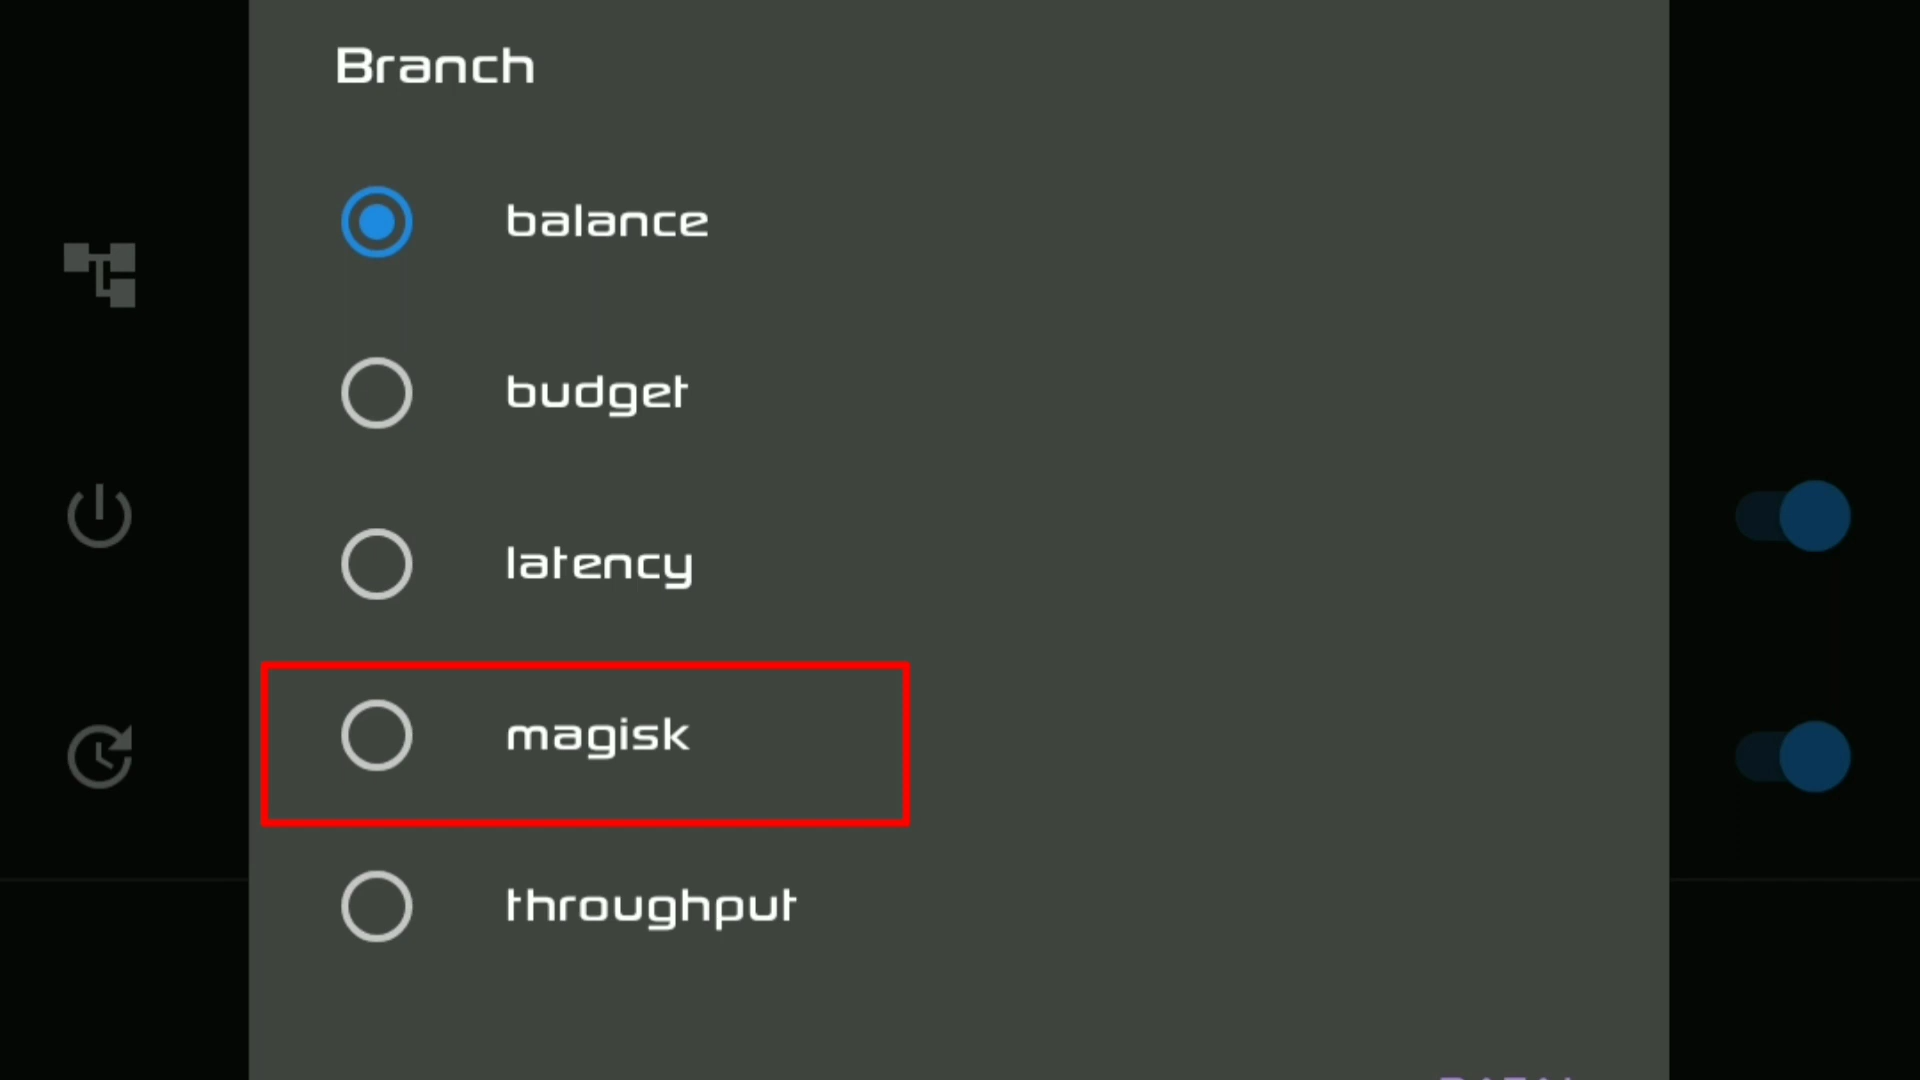 Branch
balance
budget
latency
magisk
throughput